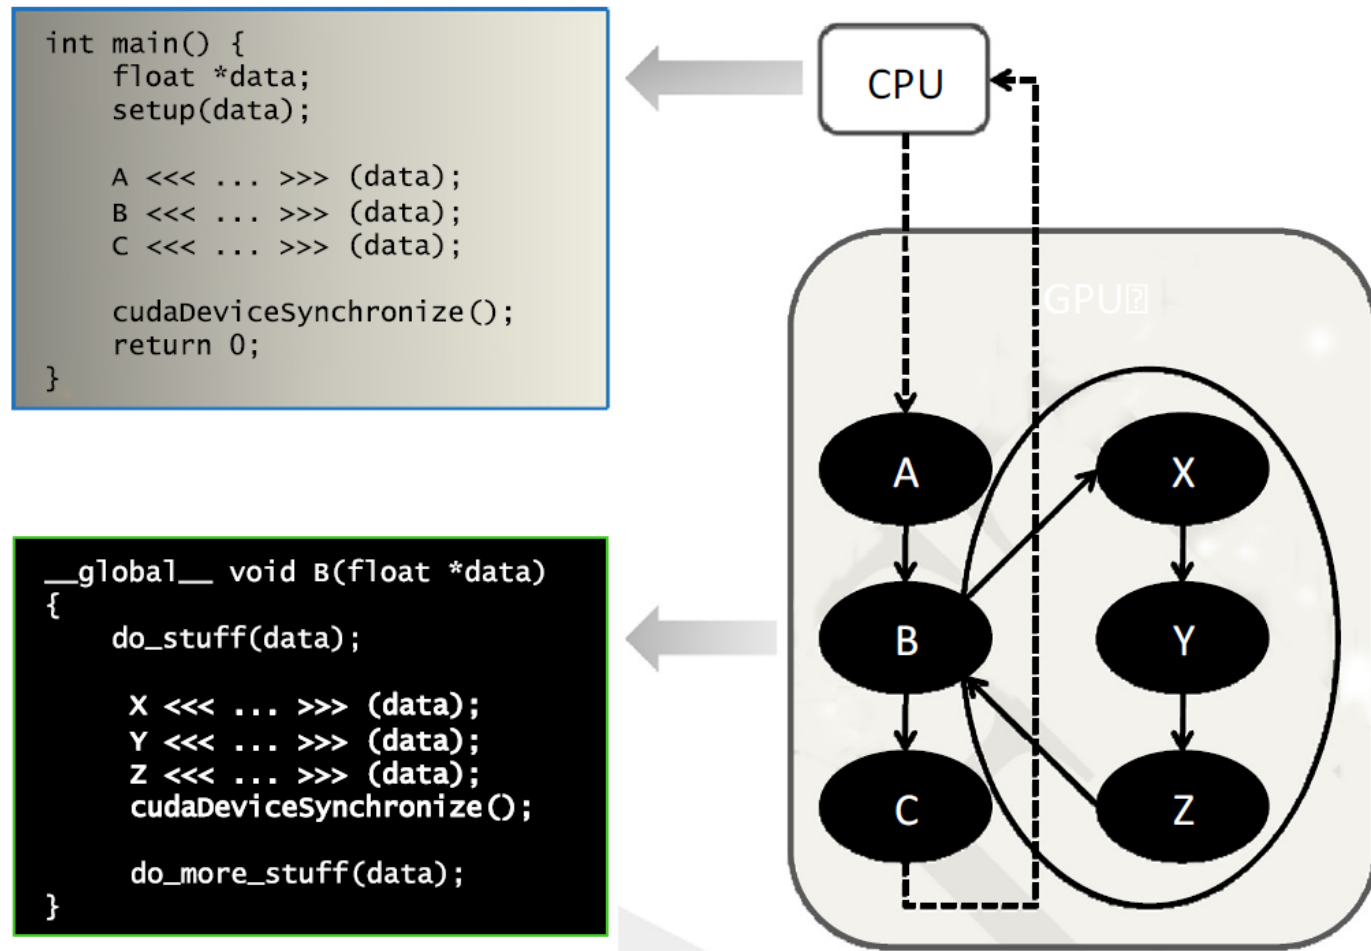 int main() {
    float *data;
    setup(data);
    A <<< ... >>> (data);
    B <<< ... >>> (data);
    C <<< ... >>> (data);
    cudaDeviceSynchronize();
    return 0;
}
__global__ void B(float *data)
{
    do_stuff(data);
    X <<< ... >>> (data);
    Y <<< ... >>> (data);
    Z <<< ... >>> (data);
    cudaDeviceSynchronize();
    do_more_stuff(data);
}
CPU
GPU
A
X
B
Y
C
Z